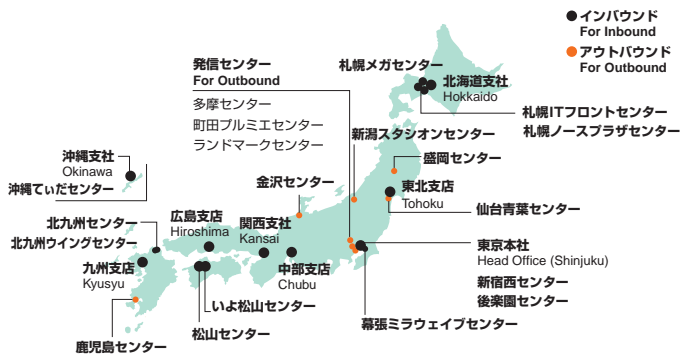 インバウンド
For Inbound
アウトバウンド
For Outbound
発信センター
For Outbound
多摩センター
町田プルミエセンター
ランドマークセンター
札幌メガセンター
北海道支社
Hokkaido
札幌ITフロントセンター
札幌ノースプラザセンター
新潟スタシオンセンター
盛岡センター
沖縄支社
Okinawa
沖縄てぃだセンター
金沢センター
東北支店
Tohoku
仙台青葉センター
北九州センター
北九州ウイングセンター
広島支店
Hiroshima
関西支社
Kansai
東京本社
Head Office (Shinjuku)
新宿西センター
後楽園センター
九州支店
Kyusyu
中部支店
Chubu
いよ松山センター
松山センター
幕張ミラウェイブセンター
鹿児島センター